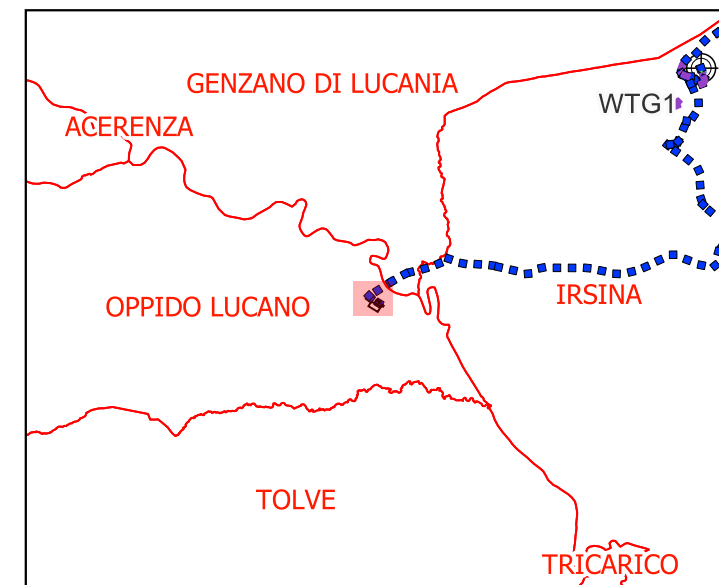 GENZANO DI LUCANIA
WTG1
ACERENZA
OPPIDO LUCANO
IRSINA
TOLVE
TRICARICO